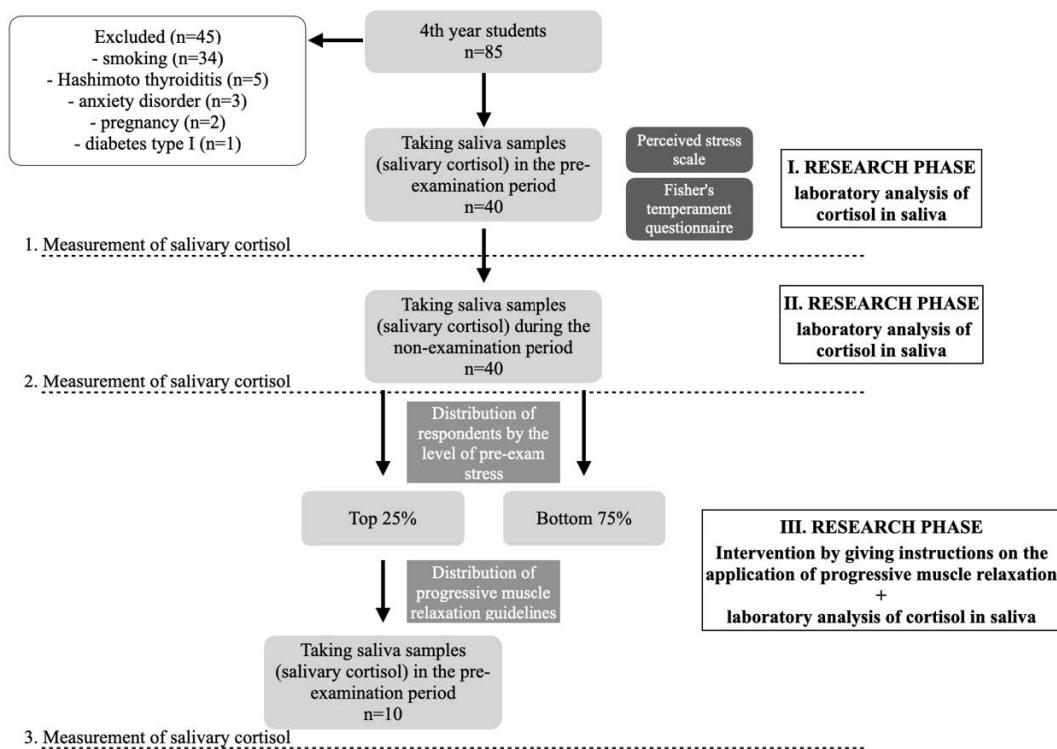 Excluded (n=45)
- smoking (n=34)
- Hashimoto thyroiditis (n=5)
- anxiety disorder (n=3)
- pregnancy (n=2)
- diabetes type I (n=1)
4th year students
n=85
Taking saliva samples
(salivary cortisol) in the pre-
examination period
n=40
Perceived stress
scale
Fisher's
temperament
questionnaire
I. RESEARCH PHASE
laboratory analysis of
cortisol in saliva
1. Measurement of salivary cortisol
Taking saliva samples
(salivary cortisol) during the
non-examination period
n=40
II. RESEARCH PHASE
laboratory analysis of
cortisol in saliva
2. Measurement of salivary cortisol
Distribution of
respondents by the
level of pre-exam
stress
Top 25%
Bottom 75%
III. RESEARCH PHASE
Intervention by giving instructions on the
application of progressive muscle relaxation
+
laboratory analysis of cortisol in saliva
Distribution of
progressive muscle
relaxation guidelines
Taking saliva samples
(salivary cortisol) in the pre-
examination period
n=10
3. Measurement of salivary cortisol